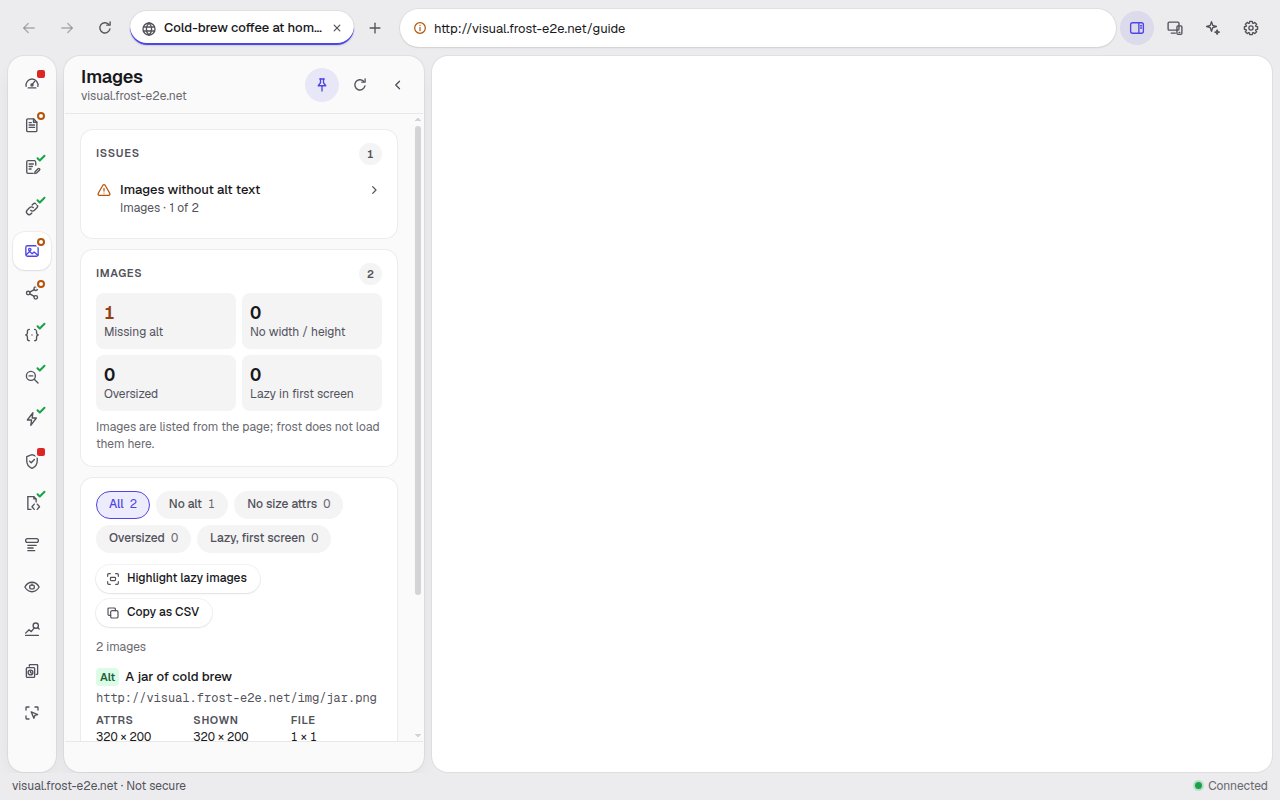 Cold-brew coffee at hom...
http://visual.frost-e2e.net/guide
Images
visual.frost-e2e.net
ISSUES 1
Images without alt text
Images · 1 of 2
IMAGES 2
1
Missing alt
0
No width / height
0
Oversized
0
Lazy in first screen
Images are listed from the page; frost does not load
them here.
All 2 No alt 1 No size attrs 0
Oversized 0 Lazy, first screen 0
Highlight lazy images
Copy as CSV
2 images
Alt A jar of cold brew
http://visual.frost-e2e.net/img/jar.png
ATTRS SHOWN FILE
320 × 200 320 × 200 1 × 1
visual.frost-e2e.net · Not secure
Connected